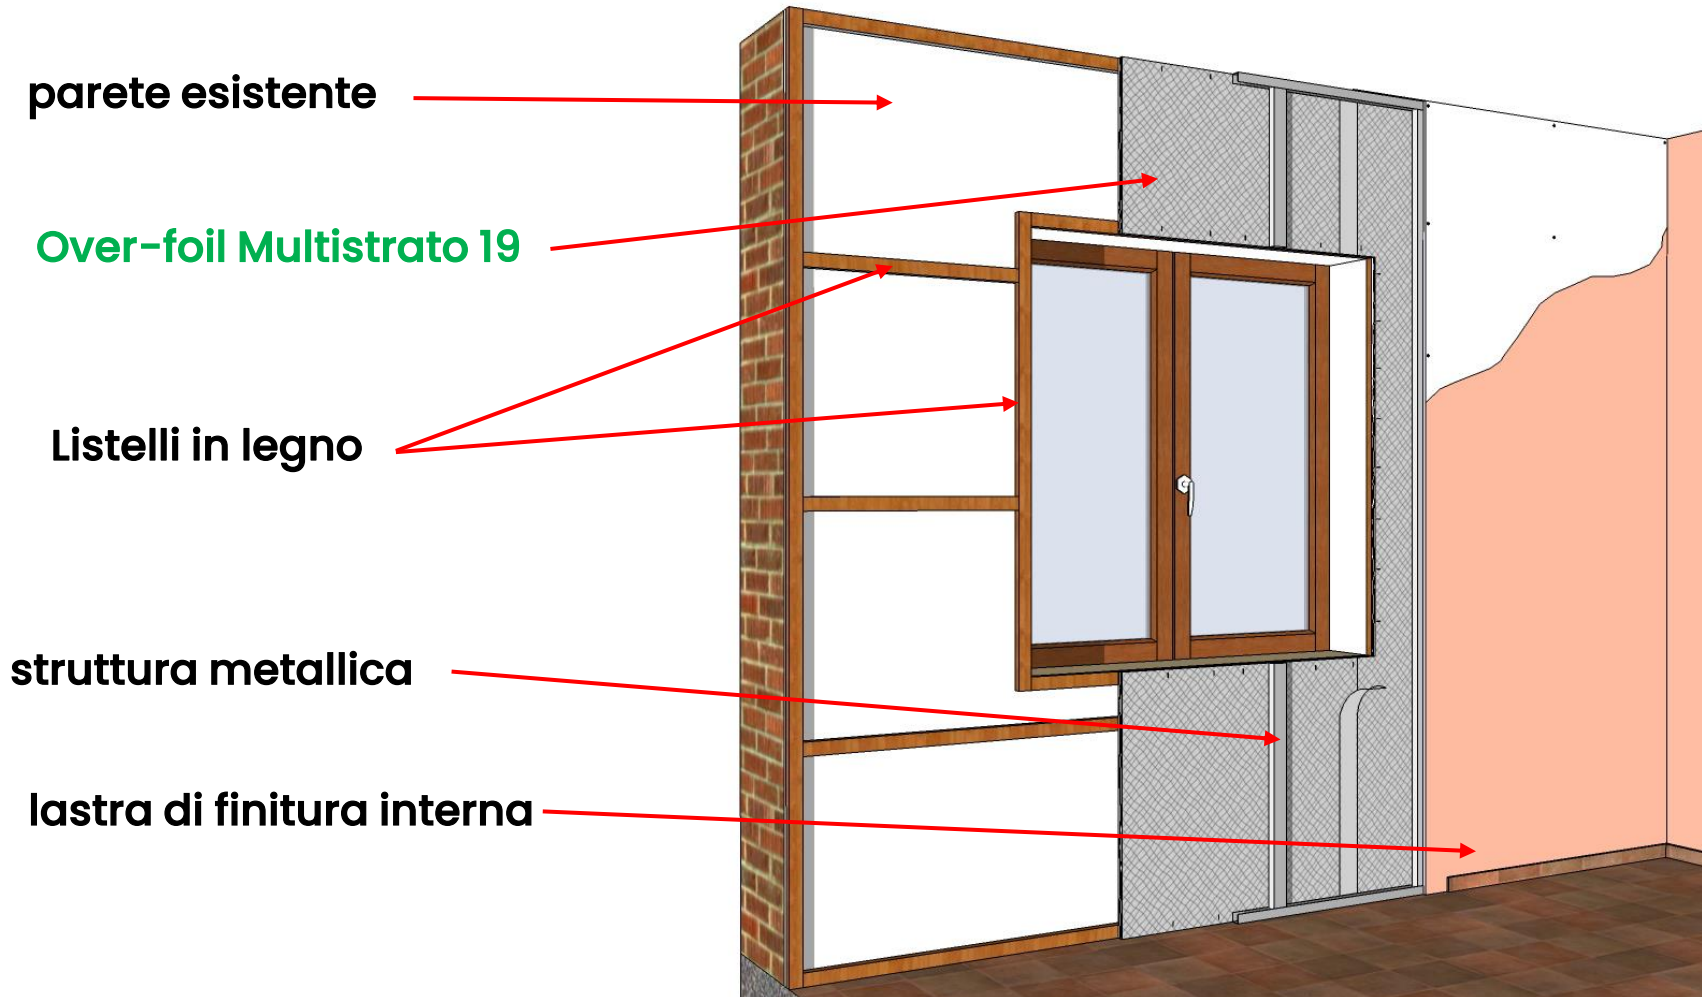 parete esistente
Over-foil Multistrato 19
Listelli in legno
struttura metallica
lastra di finitura interna